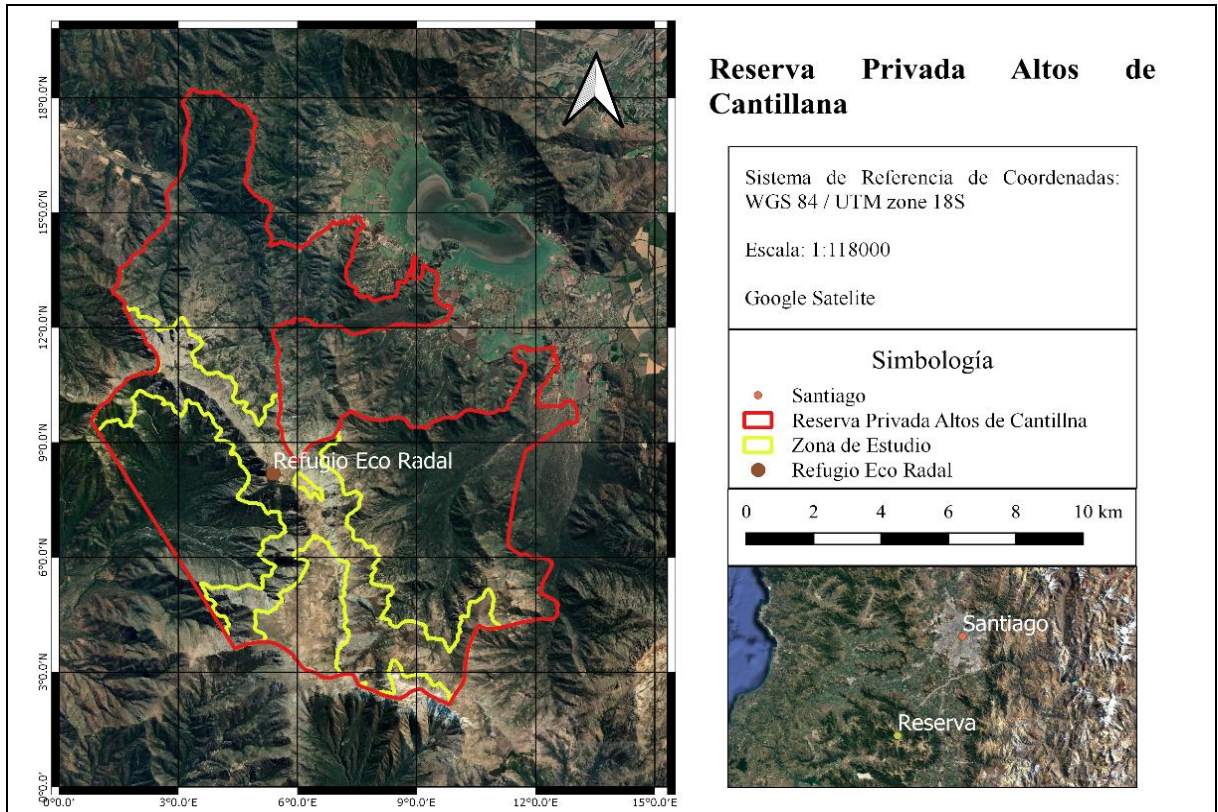 Reserva Privada Altos de
Cantillana
Sistema de Referencia de Coordenadas:
WGS 84 / UTM zone 18S
Escala: 1:118000
Google Satelite
Simbología
Santiago
Reserva Privada Altos de Cantillna
Zona de Estudio
Refugio Eco Radal
0 2 4 6 8 10 km
Santiago
Reserva
18°0.0'N
15°0.0'N
12°0.0'N
9°0.0'N
Refugio Eco Radal
6°0.0'N
3°0.0'N
0°0.0'
0°0.0' 3°0.0'E 6°0.0'E 9°0.0'E 12°0.0'E 15°0.0'E